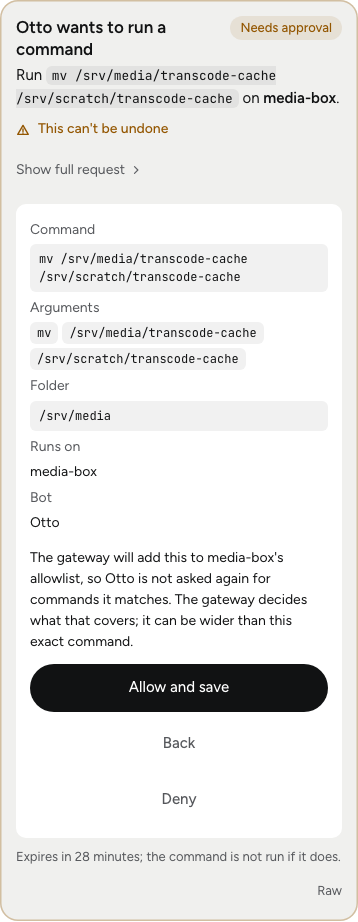 Otto wants to run a
command
Needs approval
Run mv /srv/media/transcode-cache
/srv/scratch/transcode-cache on media-box.
This can't be undone
Show full request
Command
mv /srv/media/transcode-cache
/srv/scratch/transcode-cache
Arguments
mv /srv/media/transcode-cache
/srv/scratch/transcode-cache
Folder
/srv/media
Runs on
media-box
Bot
Otto
The gateway will add this to media-box's
allowlist, so Otto is not asked again for
commands it matches. The gateway decides
what that covers; it can be wider than this
exact command.
Allow and save
Back
Deny
Expires in 28 minutes; the command is not run if it does.
Raw